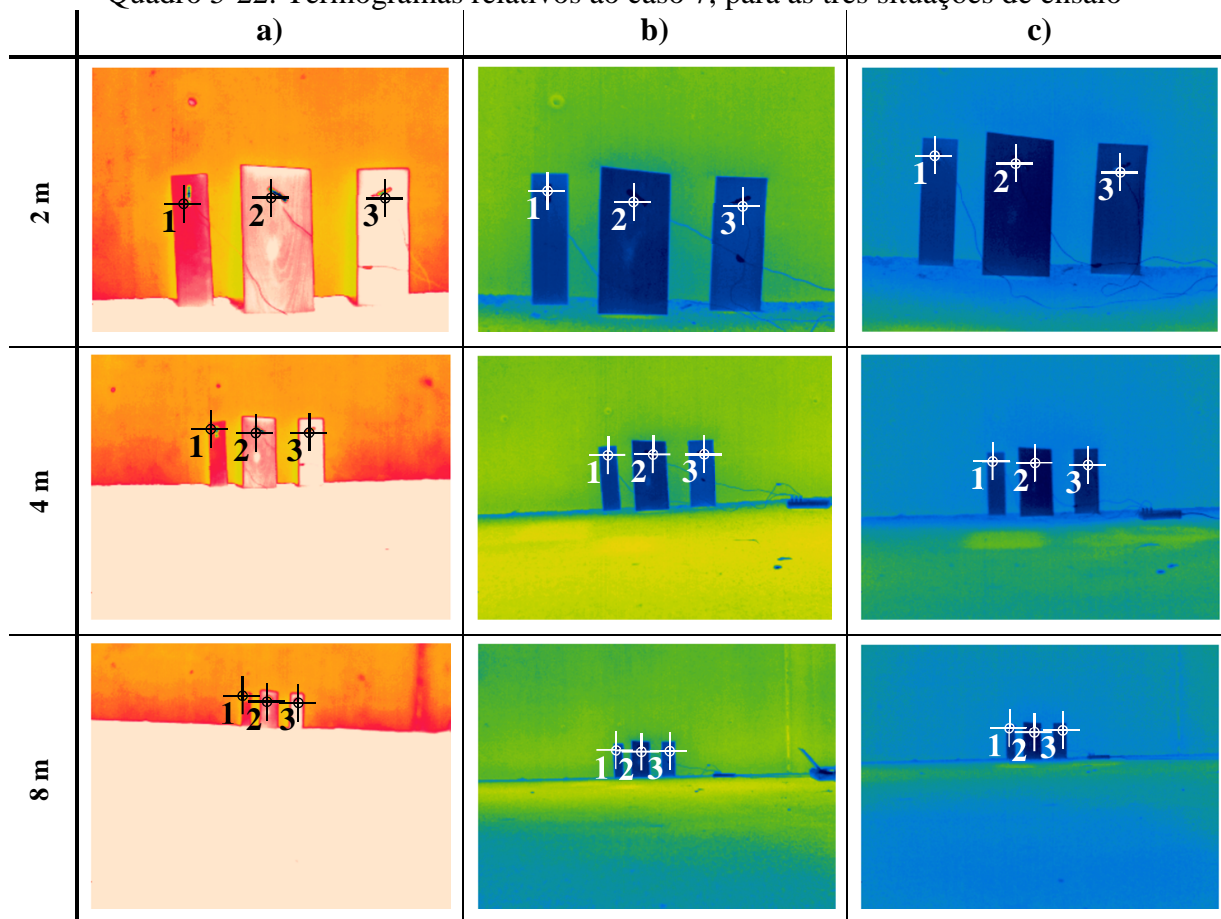 Quadro 5-22: Termogramas relativos ao caso 7, para as três situações de ensaio
a) b) c)
2 m
1 2 3 1 2 3 1 2 3
4 m
1 2 3 1 2 3 1 2 3
8 m
1 2 3 1 2 3 1 2 3